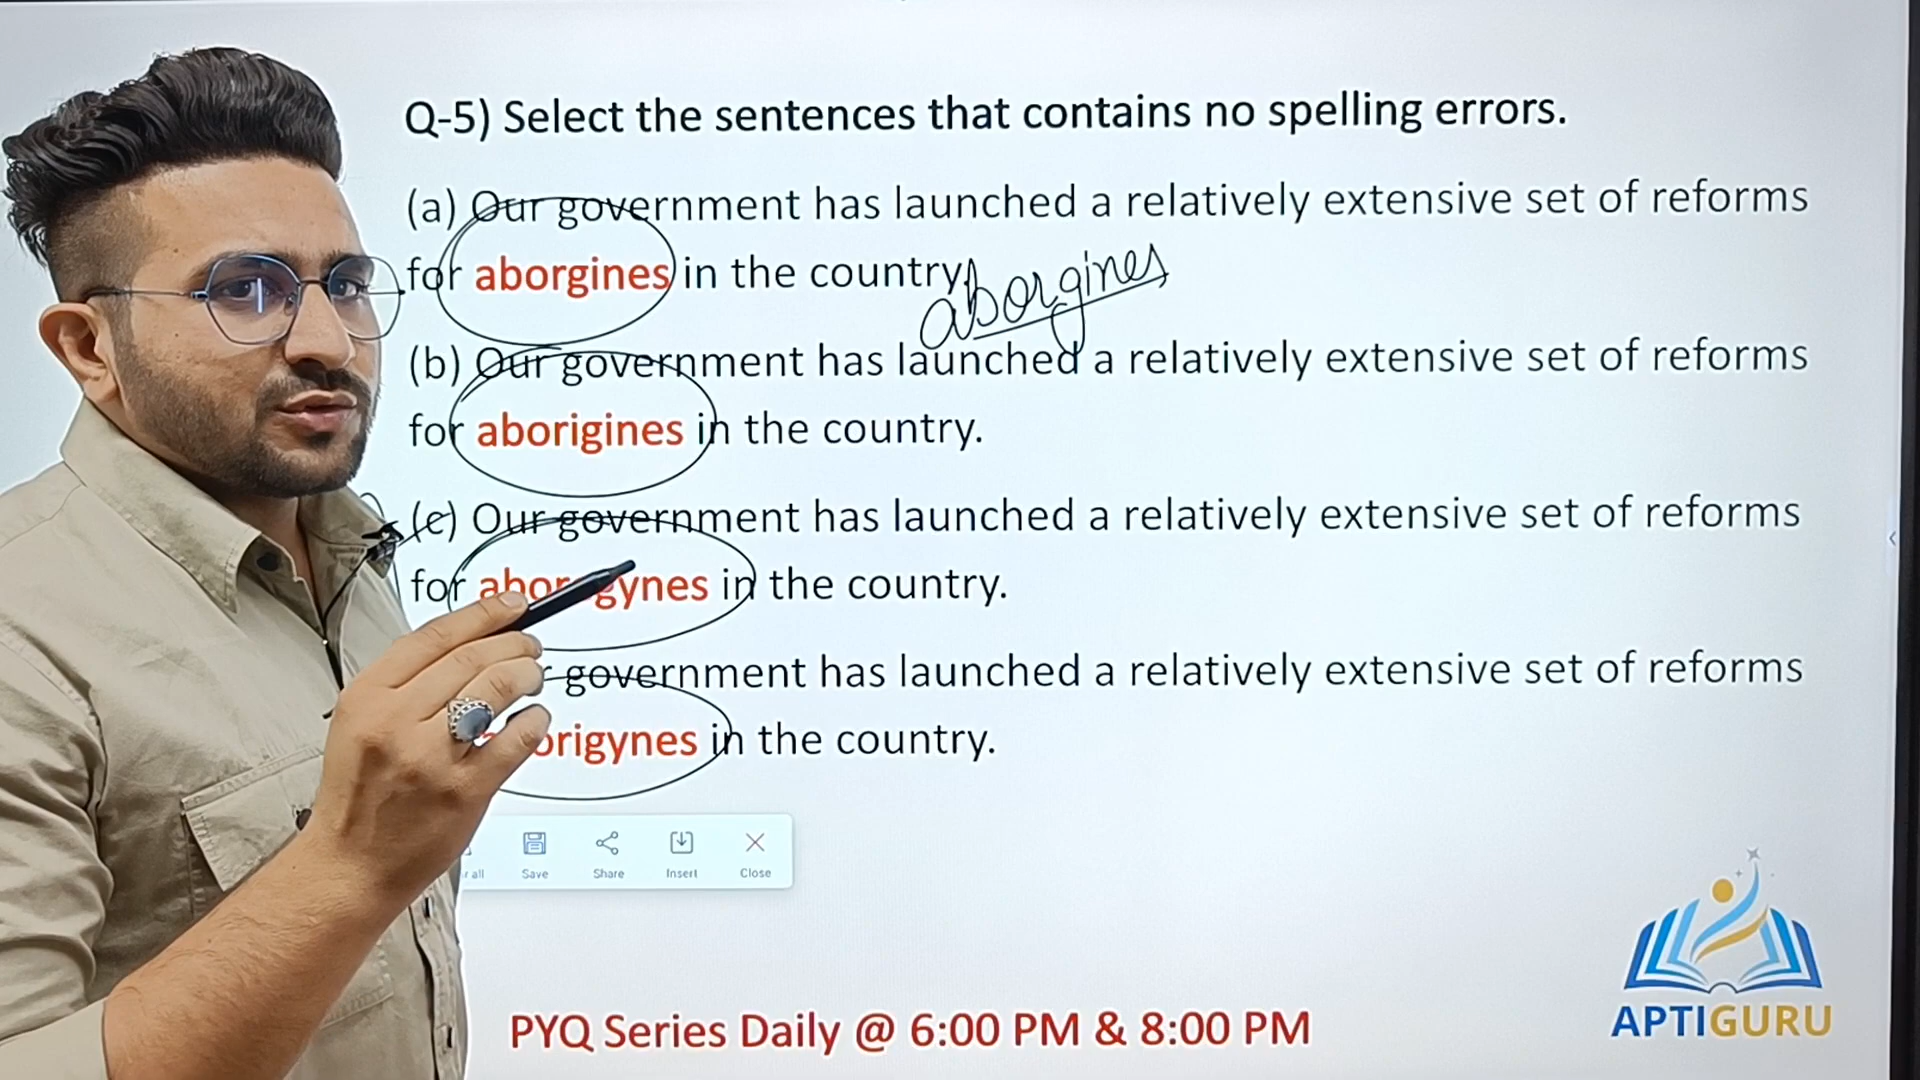 Q-5) Select the sentences that contains no spelling errors.
(a) Our government has launched a relatively extensive set of reforms
for aborgines in the country.
aborgines
(b) Our government has launched a relatively extensive set of reforms
for aborigines in the country.
(c) Our government has launched a relatively extensive set of reforms
for in the country.
government has launched a relatively extensive set of reforms
in the country.
Save Share Insert Close
PYQ Series Daily @ 6:00 PM & 8:00 PM
APTIGURU